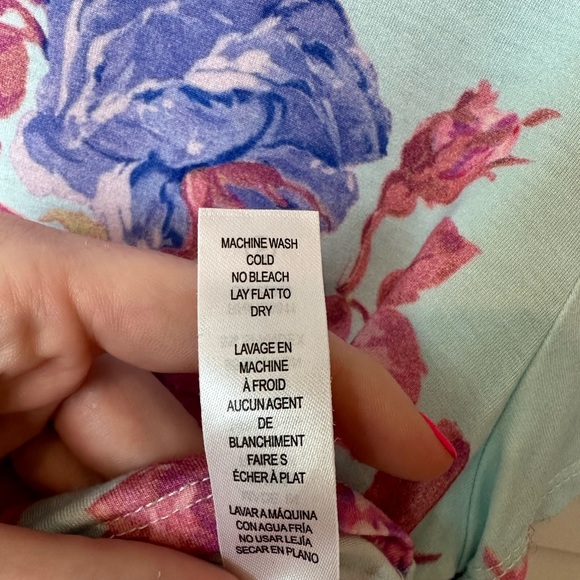 MACHINE WASH
COLD
NO BLEACH
LAY FLAT TO
DRY
LAVAGE EN
MACHINE
À FROID
AUCUN AGENT
DE
BLANCHIMENT
FAIRE S
ÉCHER À PLAT
LAVAR A MÁQUINA
CON AGUA FRÍA
NO USAR LEJÍA
SECAR EN PLANO